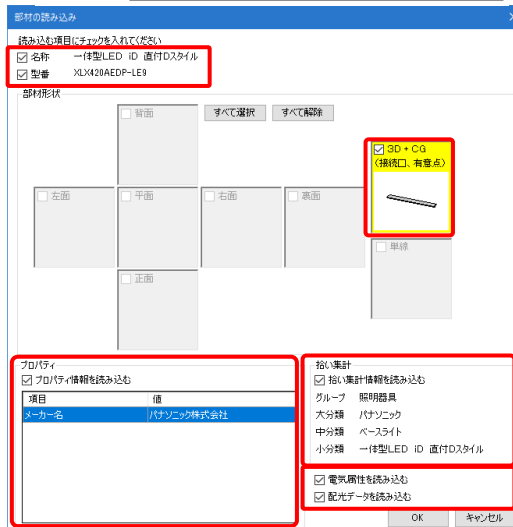 部材の読み込み
読み込む項目にチェックを入れてください
名称 一体型LED iD 直付Dスタイル
型番 XLX420AEDP-LE9
部材形状
背面
すべて選択 すべて解除
3D + CG
(接続口、有意点)
左面
平面
右面
裏面
単線
正面
プロパティ
プロパティ情報を読み込む
項目 値
メーカー名 パナソニック株式会社
拾い集計
拾い集計情報を読み込む
グループ 照明器具
大分類 パナソニック
中分類 ベースライト
小分類 一体型LED iD 直付Dスタイル
電気属性を読み込む
配光データを読み込む
OK キャンセル